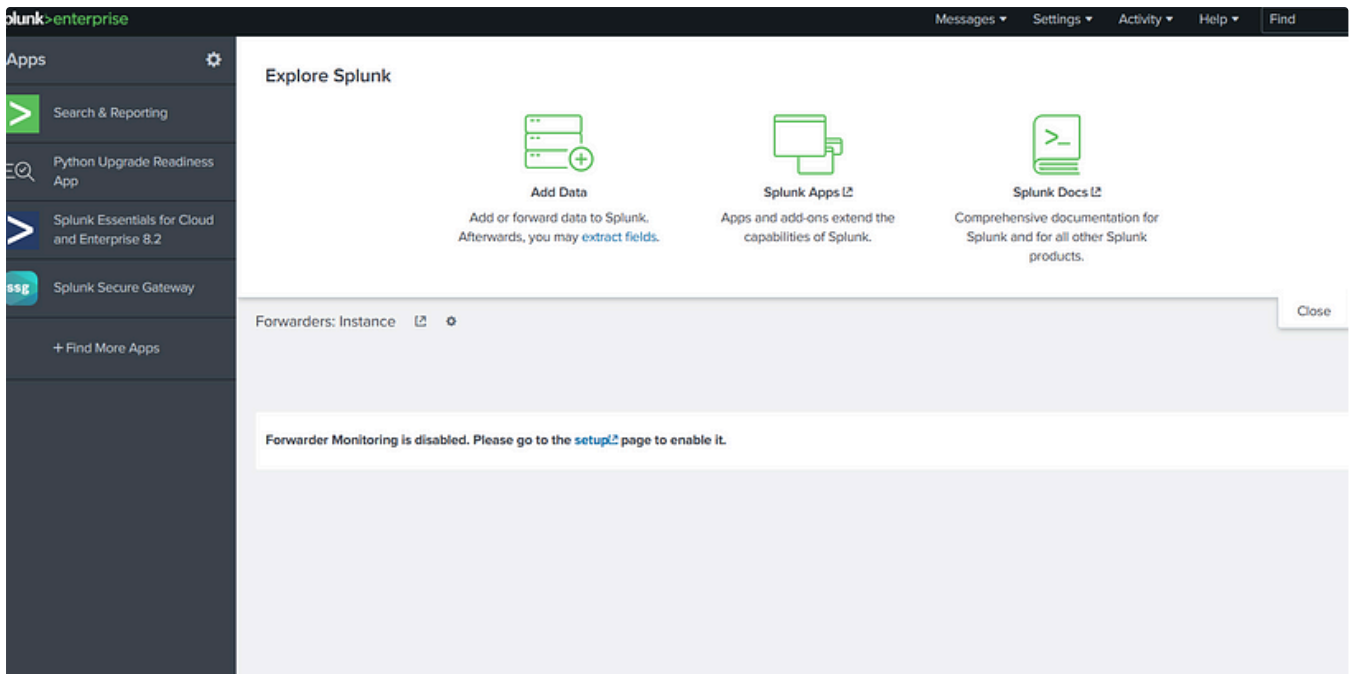 plunk>enterprise
Messages Settings Activity Help Find
Apps
Search & Reporting
Python Upgrade Readiness
App
Splunk Essentials for Cloud
and Enterprise 8.2
ssg
Splunk Secure Gateway
+ Find More Apps
Explore Splunk
Add Data
Add or forward data to Splunk.
Afterwards, you may extract fields.
Splunk Apps
Apps and add-ons extend the
capabilities of Splunk.
Splunk Docs
Comprehensive documentation for
Splunk and for all other Splunk
products.
Close
Forwarders: Instance
Forwarder Monitoring is disabled. Please go to the setup page to enable it.